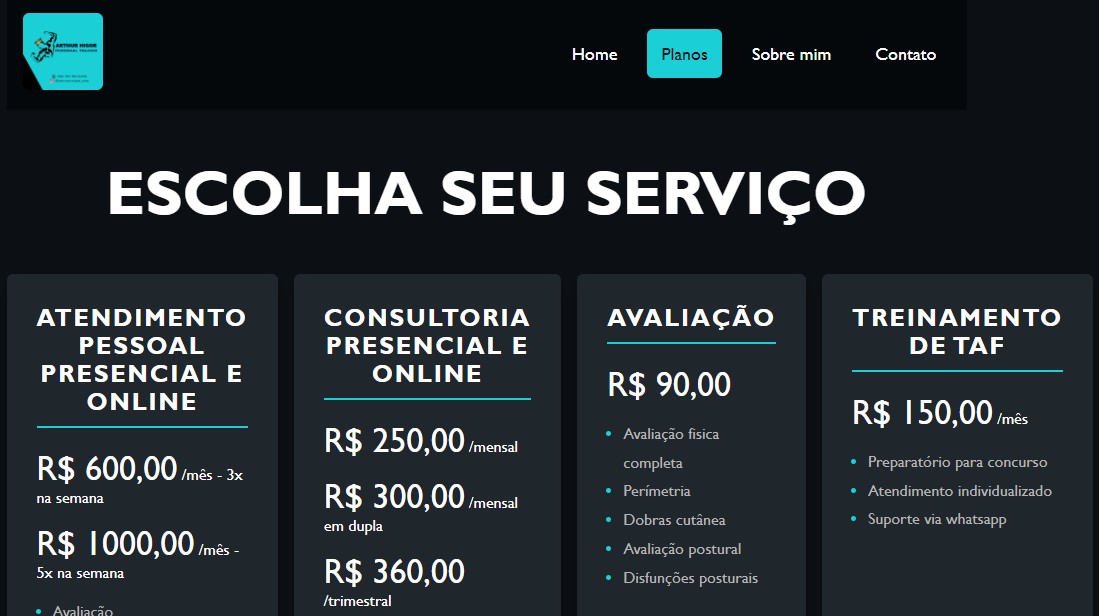 ARTHUR HIGOR
PERSONAL TRAINER
Home
Planos
Sobre mim
Contato
ESCOLHA SEU SERVIÇO
ATENDIMENTO
PESSOAL
PRESENCIAL E
ONLINE
R$ 600,00 /mês - 3x
na semana
R$ 1000,00 /mês -
5x na semana
Avaliação
CONSULTORIA
PRESENCIAL E
ONLINE
R$ 250,00 /mensal
R$ 300,00 /mensal
em dupla
R$ 360,00
/trimestral
AVALIAÇÃO
R$ 90,00
Avaliação fisica
completa
Perímetria
Dobras cutânea
Avaliação postural
Disfunções posturais
TREINAMENTO
DE TAF
R$ 150,00 /mês
Preparatório para concurso
Atendimento individualizado
Suporte via whatsapp